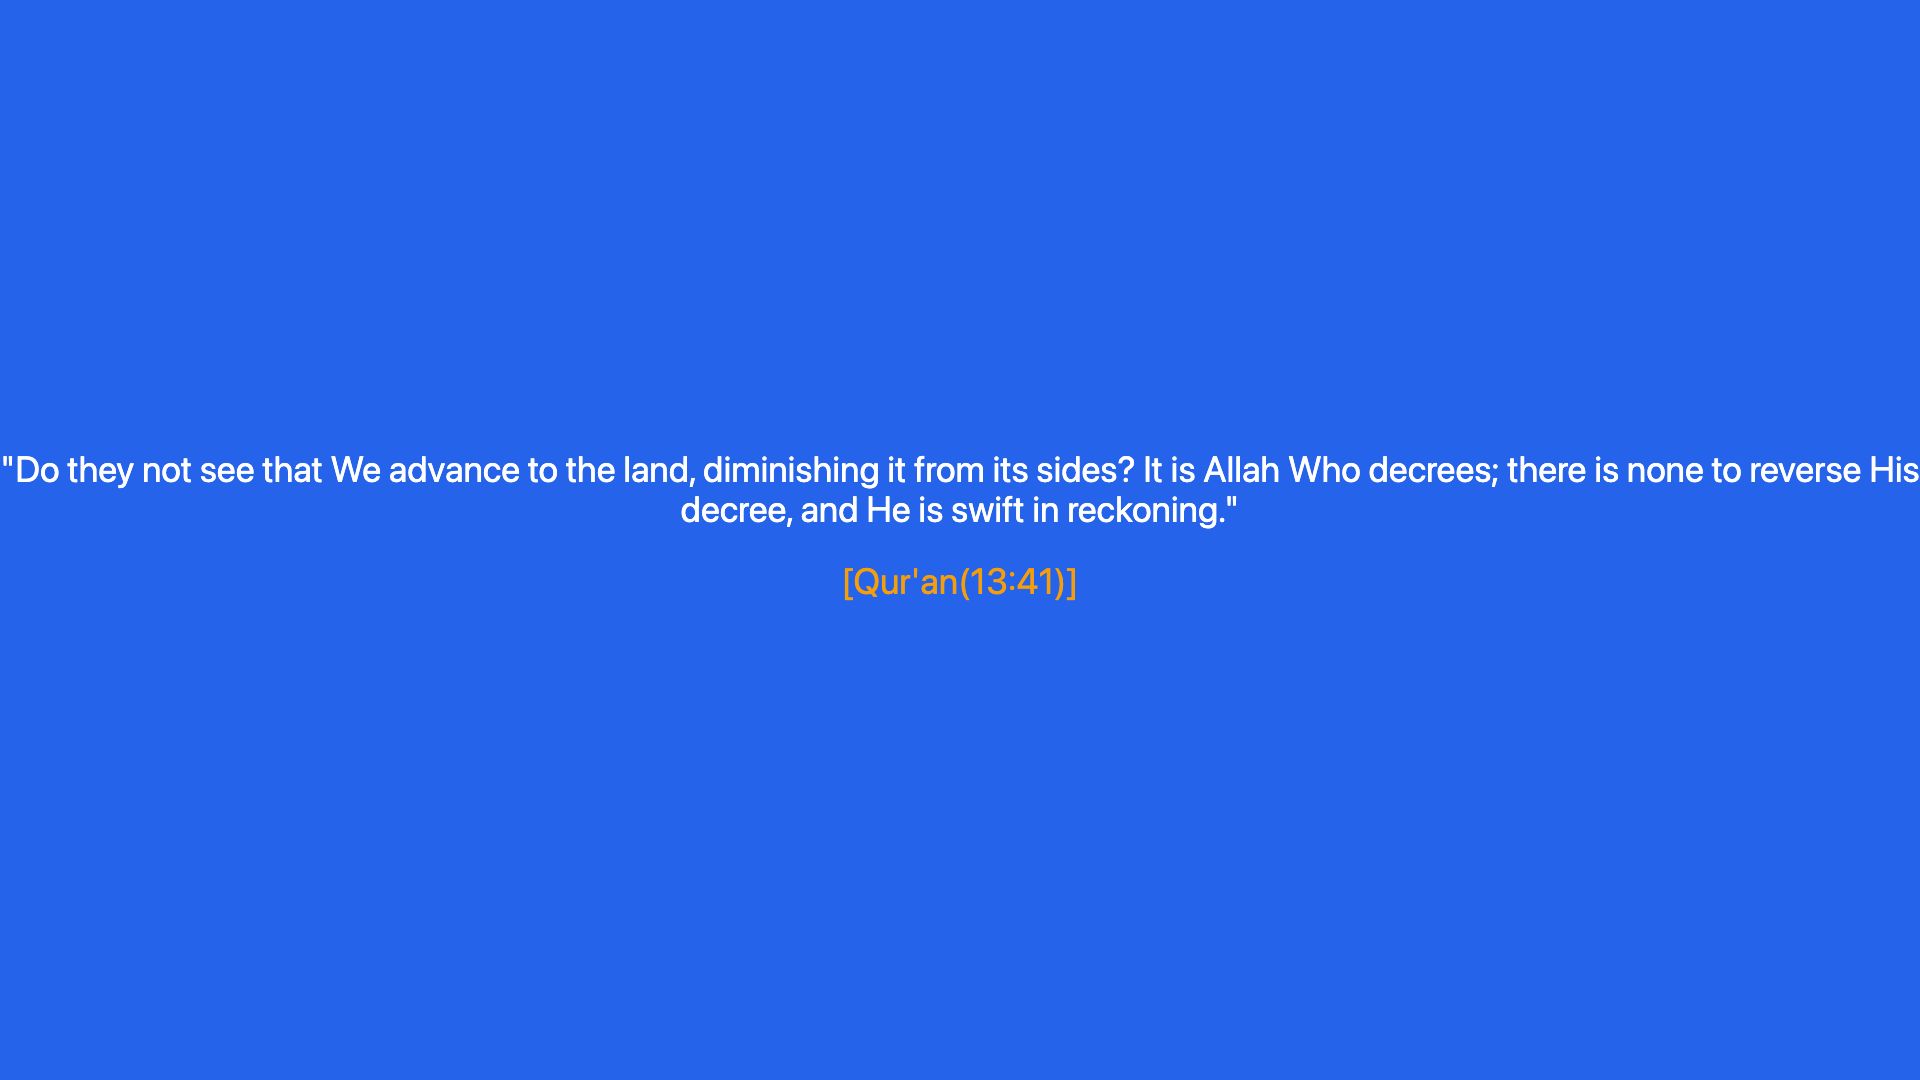 "Do they not see that We advance to the land, diminishing it from its sides? It is Allah Who decrees; there is none to reverse His
decree, and He is swift in reckoning."
[Qur'an(13:41)]